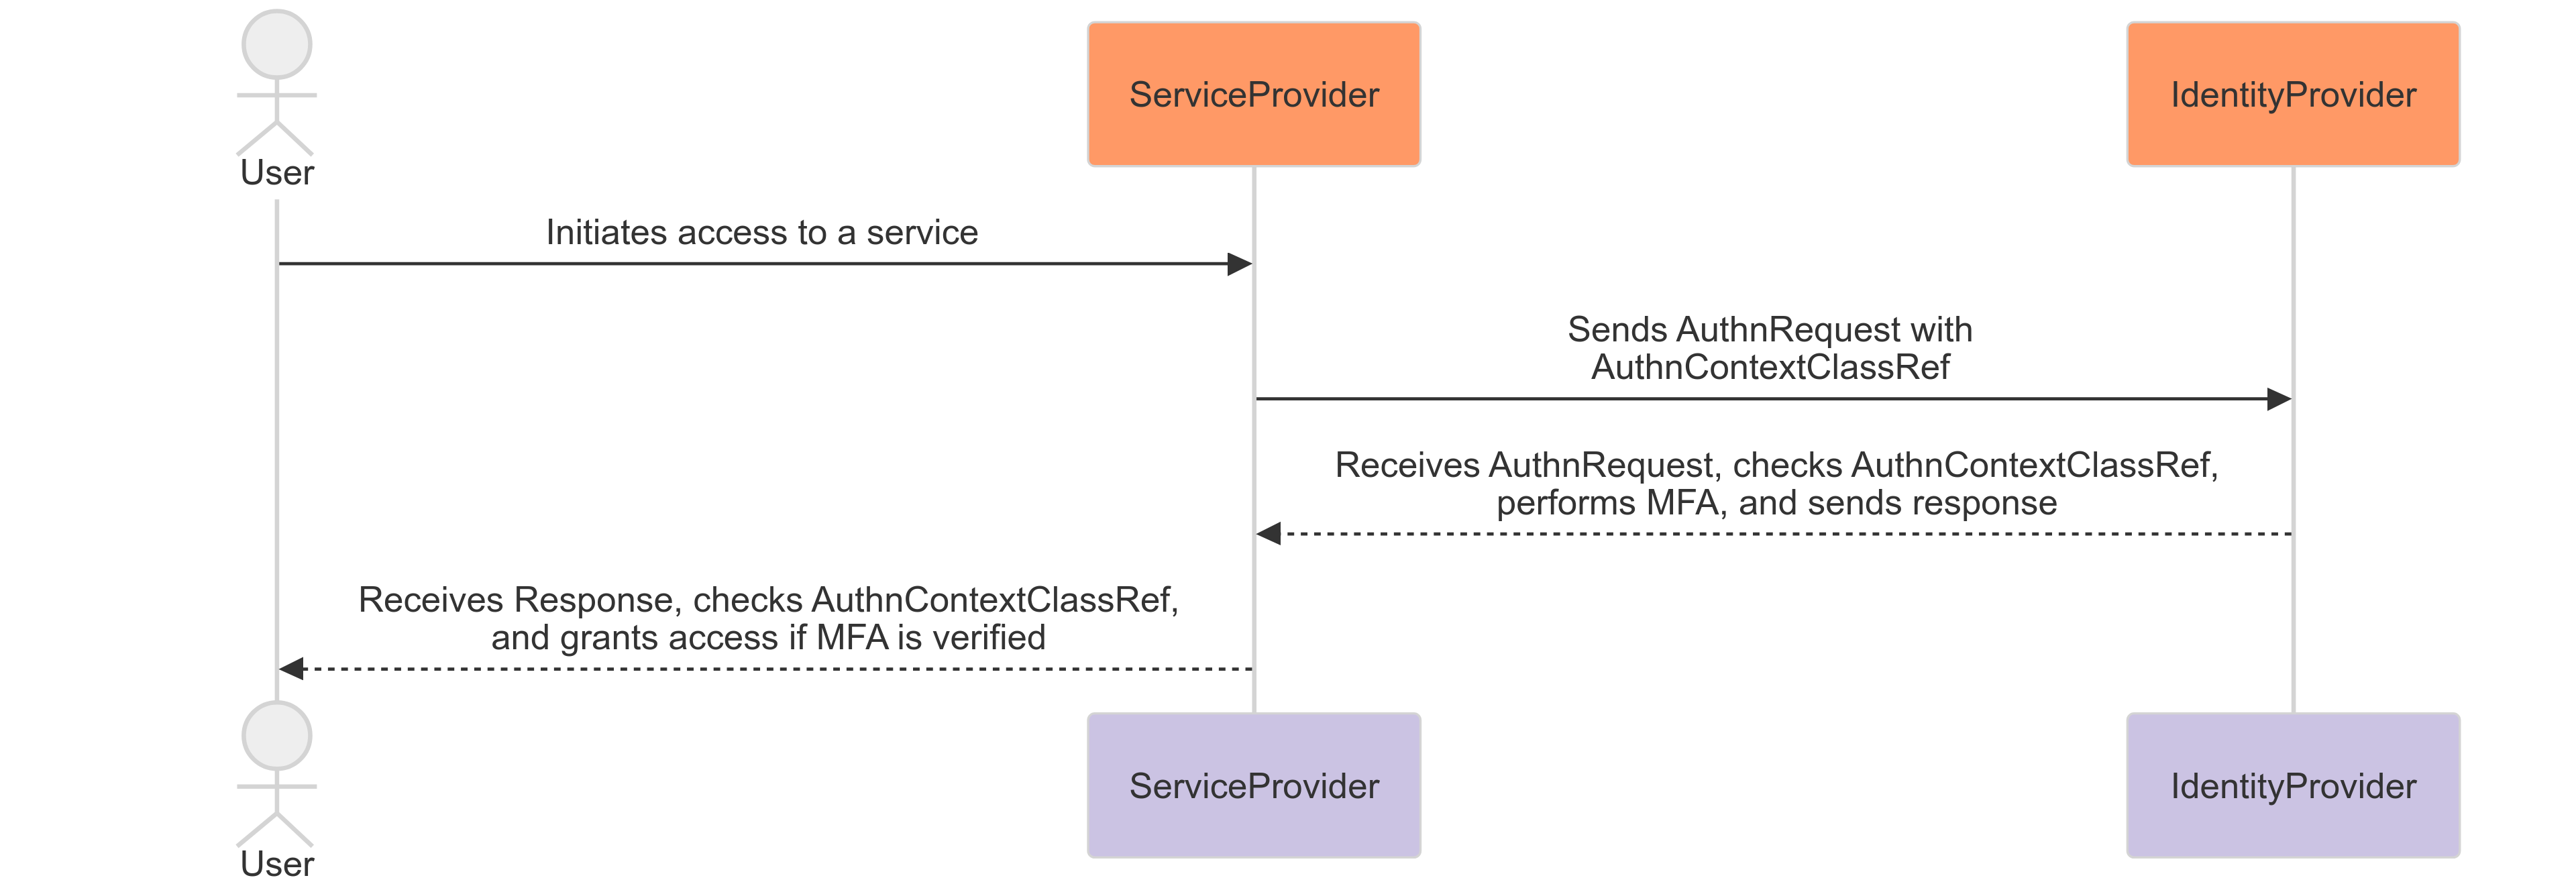 User
ServiceProvider
IdentityProvider
Initiates access to a service
Sends AuthnRequest with
AuthnContextClassRef
Receives AuthnRequest, checks AuthnContextClassRef,
performs MFA, and sends response
Receives Response, checks AuthnContextClassRef,
and grants access if MFA is verified
User
ServiceProvider
IdentityProvider